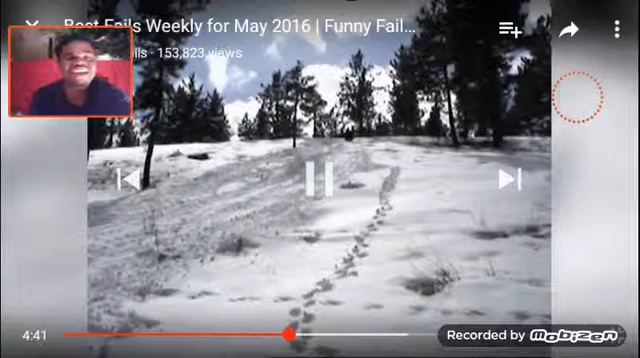 Best Fails Weekly for May 2016 | Funny Fail...
ils · 153,823 views
4:41
Recorded by mobizen